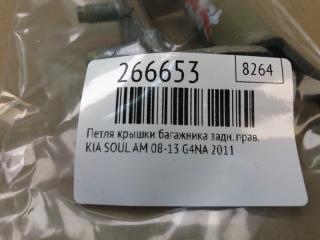 266653
8264
Петля крышки багажника задн. прав.
KIA SOUL AM 08-13 G4NA 2011